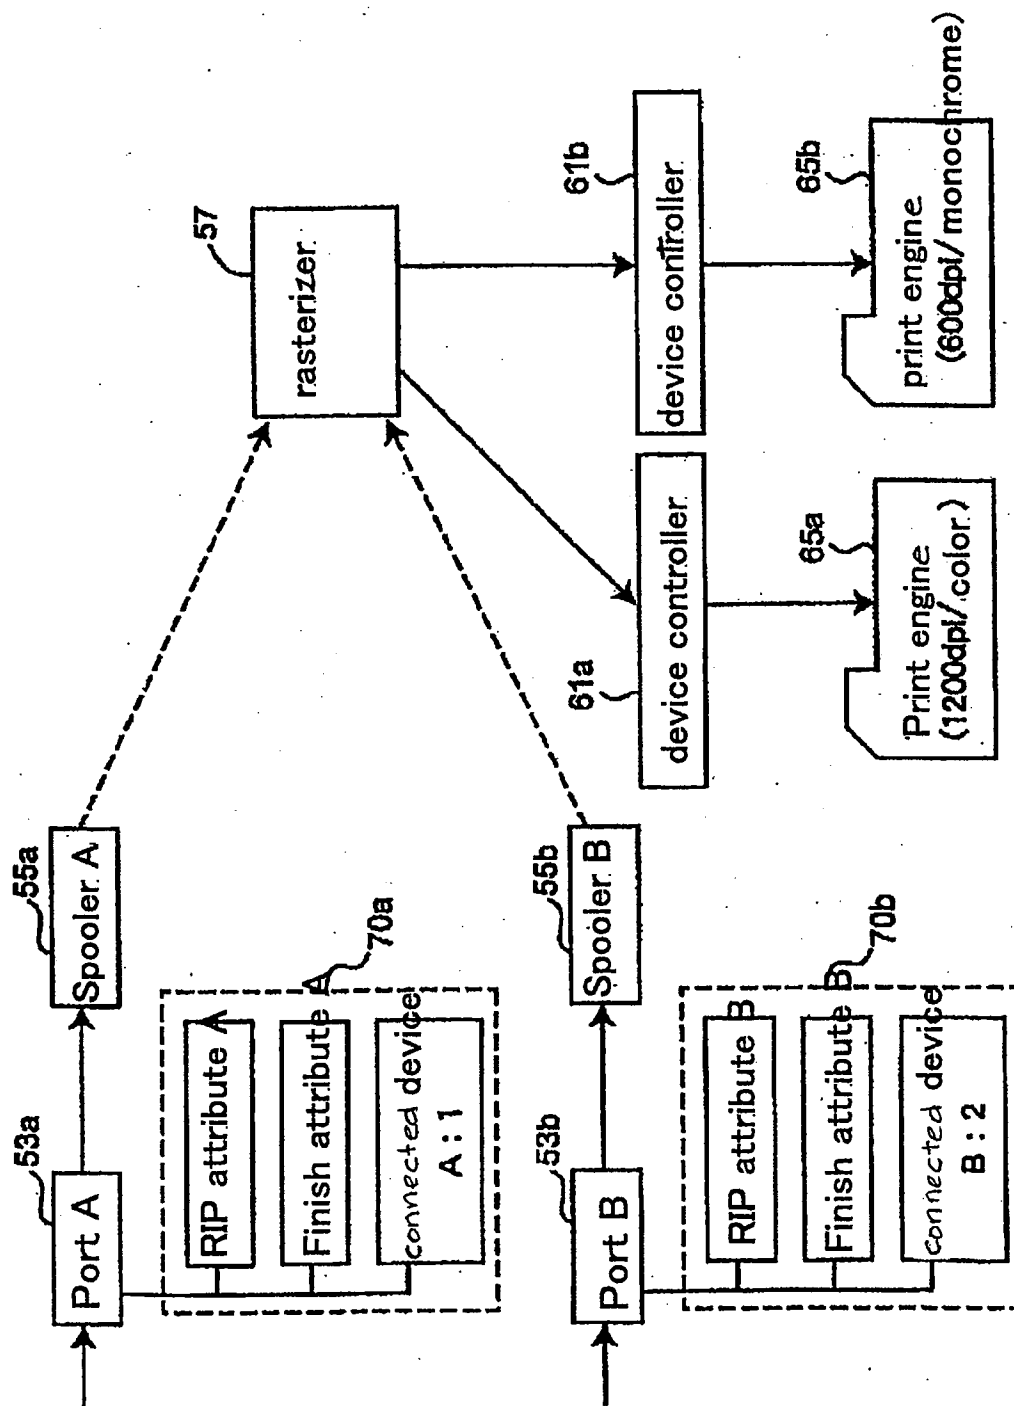 53a
Port A
55a
Spooler A
RIP attribute A
Finish attribute A
connected device
A : 1
70a
57
rasterizer
53b
Port B
55b
Spooler B
RIP attribute B
Finish attribute B
connected device
B : 2
70b
61a
device controller
61b
device controller
65a
Print engine
(1200dpi/color)
65b
print engine
(600dpi/monochrome)